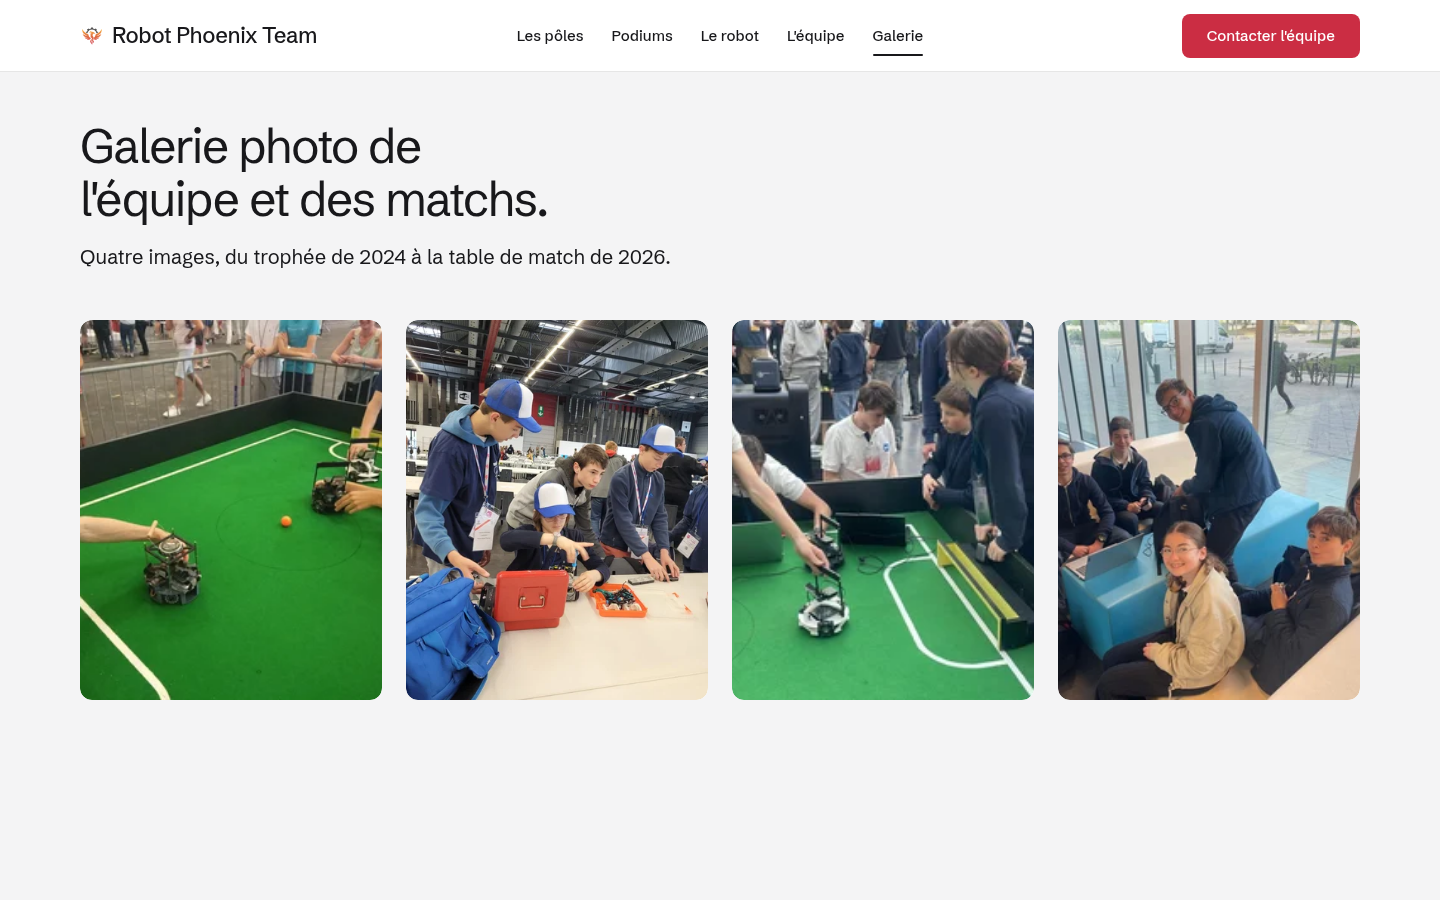 Robot Phoenix Team
Les pôles
Podiums
Le robot
L'équipe
Galerie
Contacter l'équipe
Galerie photo de
l'équipe et des matchs.
Quatre images, du trophée de 2024 à la table de match de 2026.